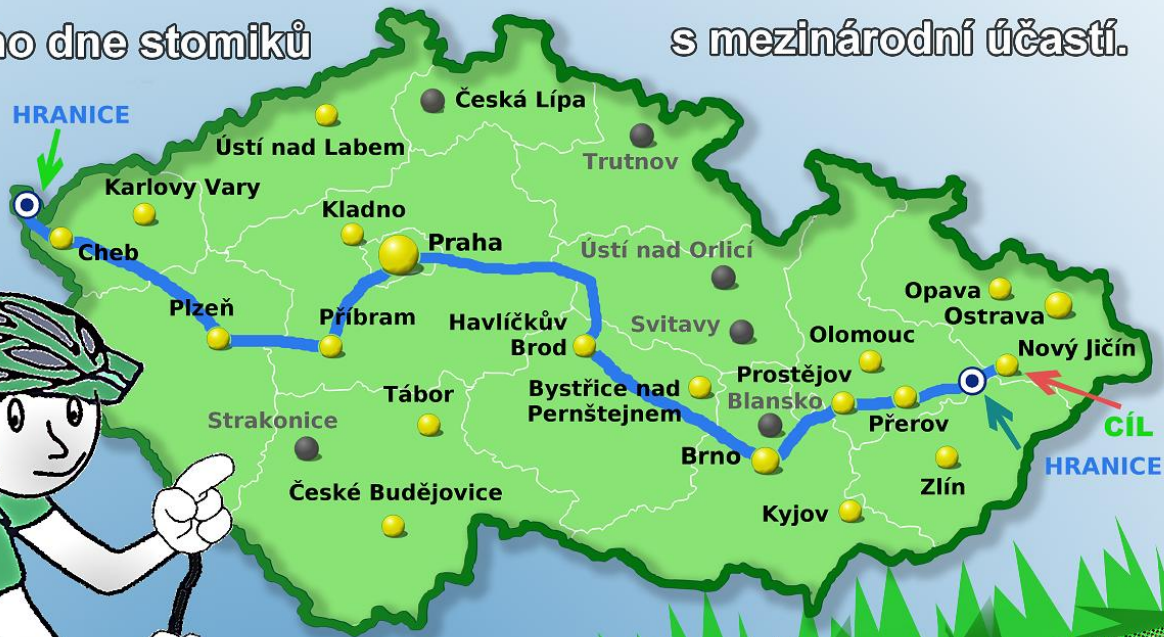 ho dne stomiků
s mezinárodní účastí.
HRANICE
Česká Lípa
Ústí nad Labem
Trutnov
Karlovy Vary
Kladno
Praha
Cheb
Ústí nad Orlicí
Plzeň
Příbram
Havlíčkův
Brod
Svitavy
Opava
Ostrava
Olomouc
Nový Jičín
Bystřice nad
Pernštejnem
Prostějov
Blansko
Tábor
Přerov
Strakonice
CÍL
Brno
HRANICE
Zlín
České Budějovice
Kyjov